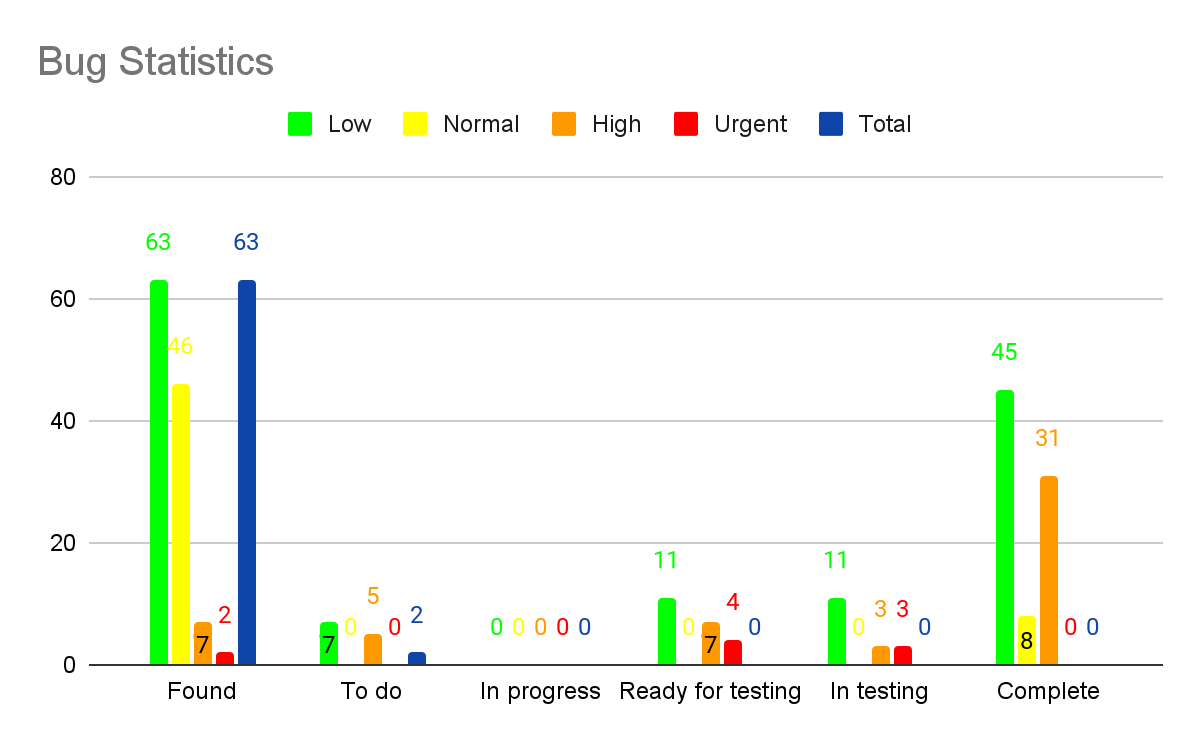 Bug Statistics
Low Normal High Urgent Total
80
63 63
60
46
45
40
31
20
11 11
7 2 7 0 5 0 2 0 0 0 0 0 0 7 4 0 0 3 3 0 8 0 0
0
Found To do In progress Ready for testing In testing Complete